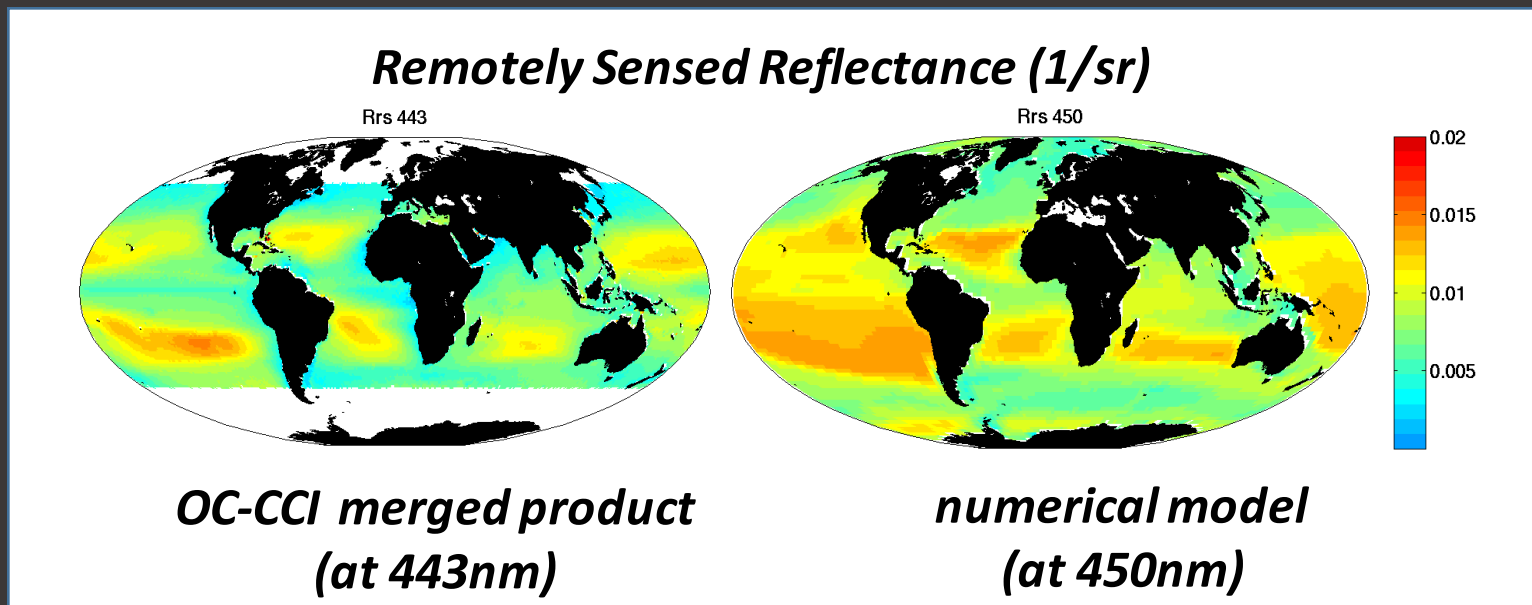 Remotely Sensed Reflectance (1/sr)
Rrs 443
Rrs 450
0.02
0.015
0.01
0.005
OC-CCI merged product
(at 443nm)
numerical model
(at 450nm)